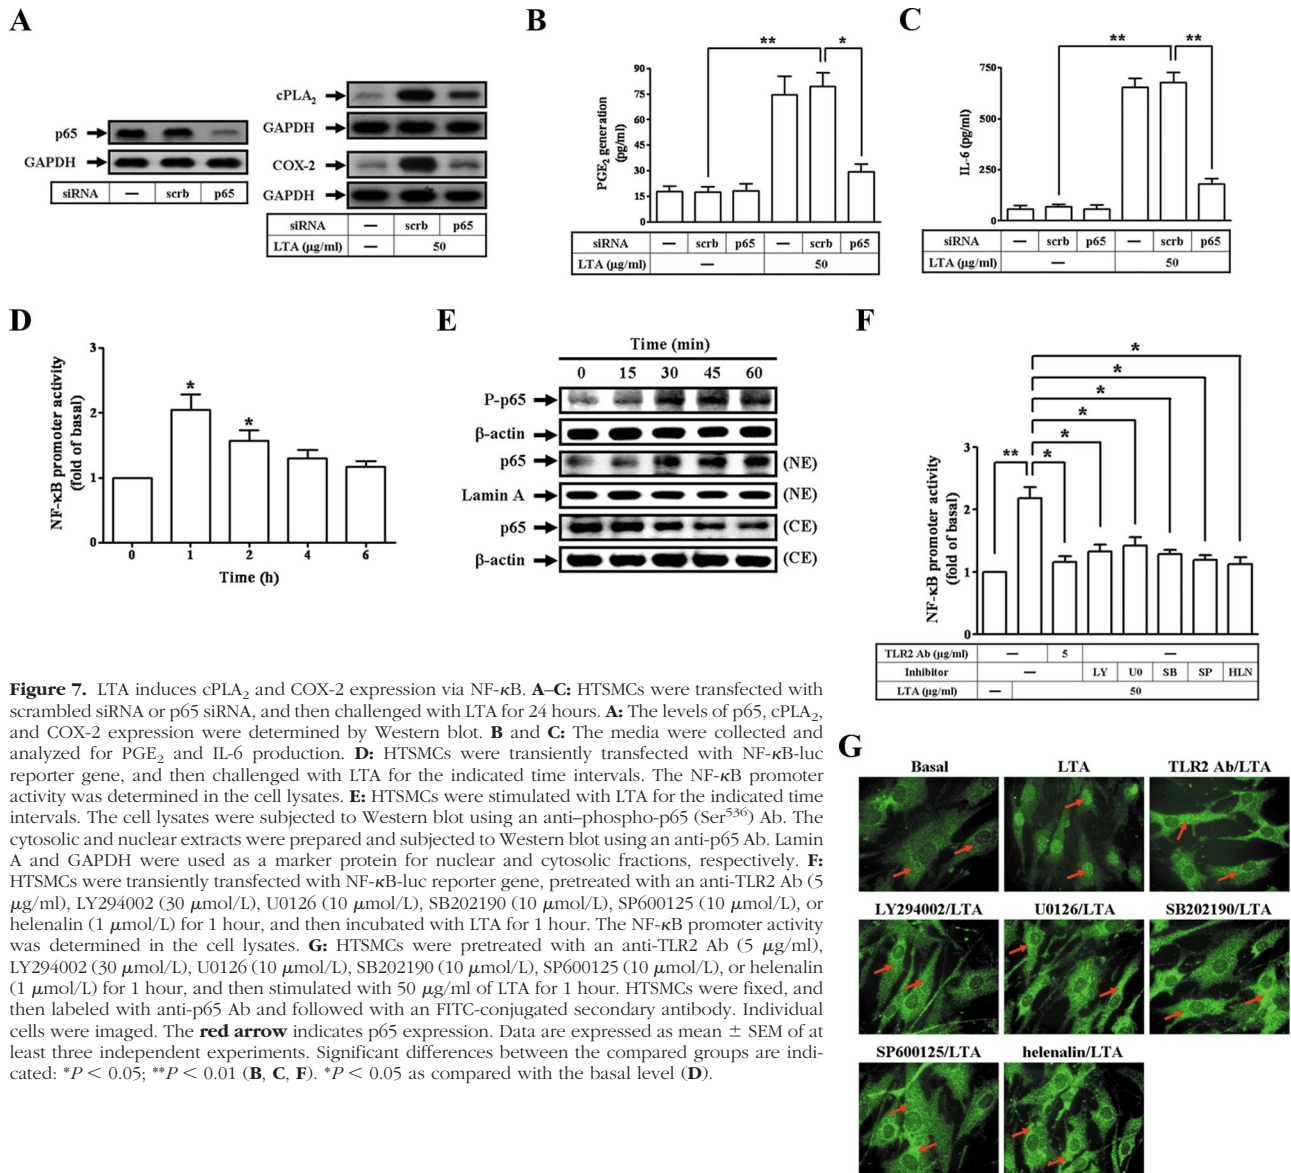 A
cPLA₂
GAPDH
COX-2
GAPDH
siRNA — scrb p65
LTA (μg/ml) — 50
p65
GAPDH
siRNA — scrb p65
B
** *
90
75
60
45
30
15
0
PGE₂ generation
(pg/ml)
siRNA — scrb p65 — scrb p65
LTA (μg/ml) — 50
C
** **
750
500
250
0
IL-6 (pg/ml)
siRNA — scrb p65 — scrb p65
LTA (μg/ml) — 50
D
NF-κB promoter activity
(fold of basal)
3
2
1
0
* *
0 1 2 4 6
Time (h)
E
Time (min)
0 15 30 45 60
P-p65
β-actin
p65 (NE)
Lamin A (NE)
p65 (CE)
β-actin (CE)
F
*
*
*
*
** * *
NF-κB promoter activity
(fold of basal)
3
2
1
0
TLR2 Ab (μg/ml) — 5 —
Inhibitor — LY U0 SB SP HLN
LTA (μg/ml) — 50
Figure 7. LTA induces cPLA₂ and COX-2 expression via NF-κB. A–C: HTSMCs were transfected with
scrambled siRNA or p65 siRNA, and then challenged with LTA for 24 hours. A: The levels of p65, cPLA₂,
and COX-2 expression were determined by Western blot. B and C: The media were collected and
analyzed for PGE₂ and IL-6 production. D: HTSMCs were transiently transfected with NF-κB-luc
reporter gene, and then challenged with LTA for the indicated time intervals. The NF-κB promoter
activity was determined in the cell lysates. E: HTSMCs were stimulated with LTA for the indicated time
intervals. The cell lysates were subjected to Western blot using an anti–phospho-p65 (Ser⁵³⁶) Ab. The
cytosolic and nuclear extracts were prepared and subjected to Western blot using an anti-p65 Ab. Lamin
A and GAPDH were used as a marker protein for nuclear and cytosolic fractions, respectively. F:
HTSMCs were transiently transfected with NF-κB-luc reporter gene, pretreated with an anti-TLR2 Ab (5
μg/ml), LY294002 (30 μmol/L), U0126 (10 μmol/L), SB202190 (10 μmol/L), SP600125 (10 μmol/L), or
helenalin (1 μmol/L) for 1 hour, and then incubated with LTA for 1 hour. The NF-κB promoter activity
was determined in the cell lysates. G: HTSMCs were pretreated with an anti-TLR2 Ab (5 μg/ml),
LY294002 (30 μmol/L), U0126 (10 μmol/L), SB202190 (10 μmol/L), SP600125 (10 μmol/L), or helenalin
(1 μmol/L) for 1 hour, and then stimulated with 50 μg/ml of LTA for 1 hour. HTSMCs were fixed, and
then labeled with anti-p65 Ab and followed with an FITC-conjugated secondary antibody. Individual
cells were imaged. The red arrow indicates p65 expression. Data are expressed as mean ± SEM of at
least three independent experiments. Significant differences between the compared groups are indi-
cated: *P < 0.05; **P < 0.01 (B, C, F). *P < 0.05 as compared with the basal level (D).
G
Basal LTA TLR2 Ab/LTA
LY294002/LTA U0126/LTA SB202190/LTA
SP600125/LTA helenalin/LTA